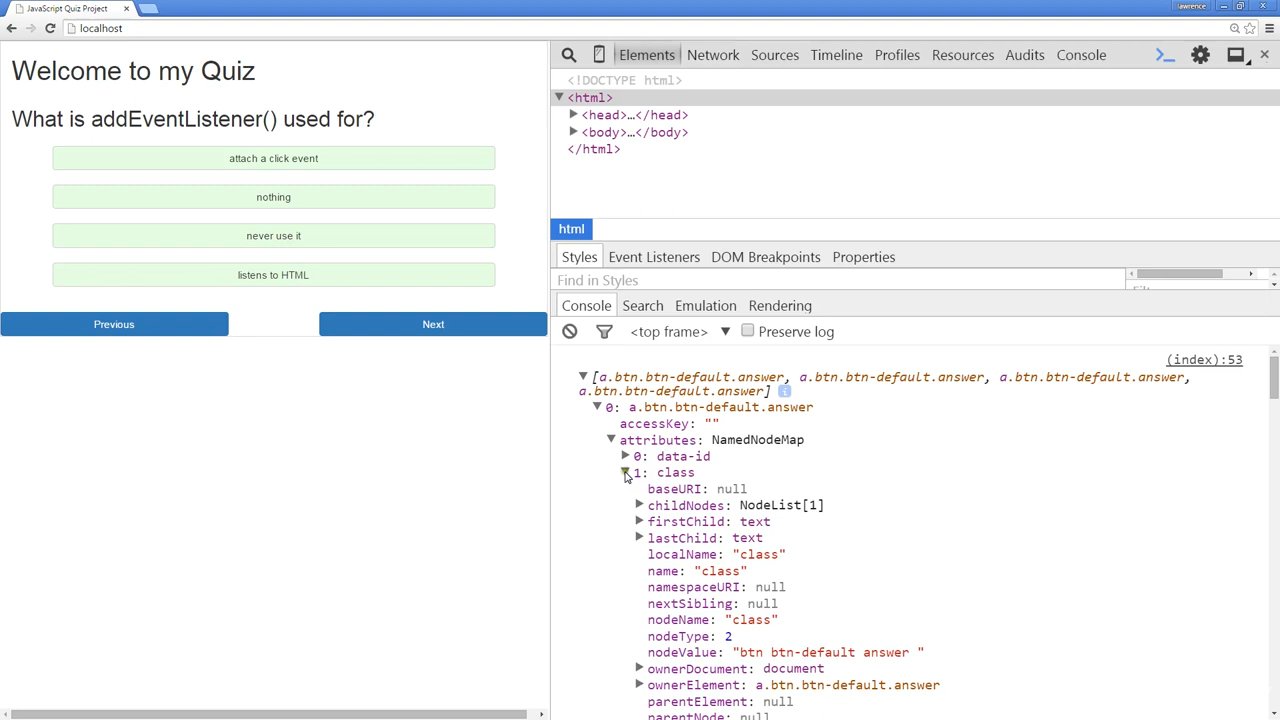 JavaScript Quiz Project
lawrence
localhost
Welcome to my Quiz
What is addEventListener() used for?
attach a click event
nothing
never use it
listens to HTML
Previous
Next
Elements Network Sources Timeline Profiles Resources Audits Console
<!DOCTYPE html>
<html>
<head>…</head>
<body>…</body>
</html>
html
Styles Event Listeners DOM Breakpoints Properties
Find in Styles
Console Search Emulation Rendering
<top frame> Preserve log
(index):53
[a.btn.btn-default.answer, a.btn.btn-default.answer, a.btn.btn-default.answer,
a.btn.btn-default.answer]
0: a.btn.btn-default.answer
accessKey: ""
attributes: NamedNodeMap
0: data-id
1: class
baseURI: null
childNodes: NodeList[1]
firstChild: text
lastChild: text
localName: "class"
name: "class"
namespaceURI: null
nextSibling: null
nodeName: "class"
nodeType: 2
nodeValue: "btn btn-default answer "
ownerDocument: document
ownerElement: a.btn.btn-default.answer
parentElement: null
parentNode: null